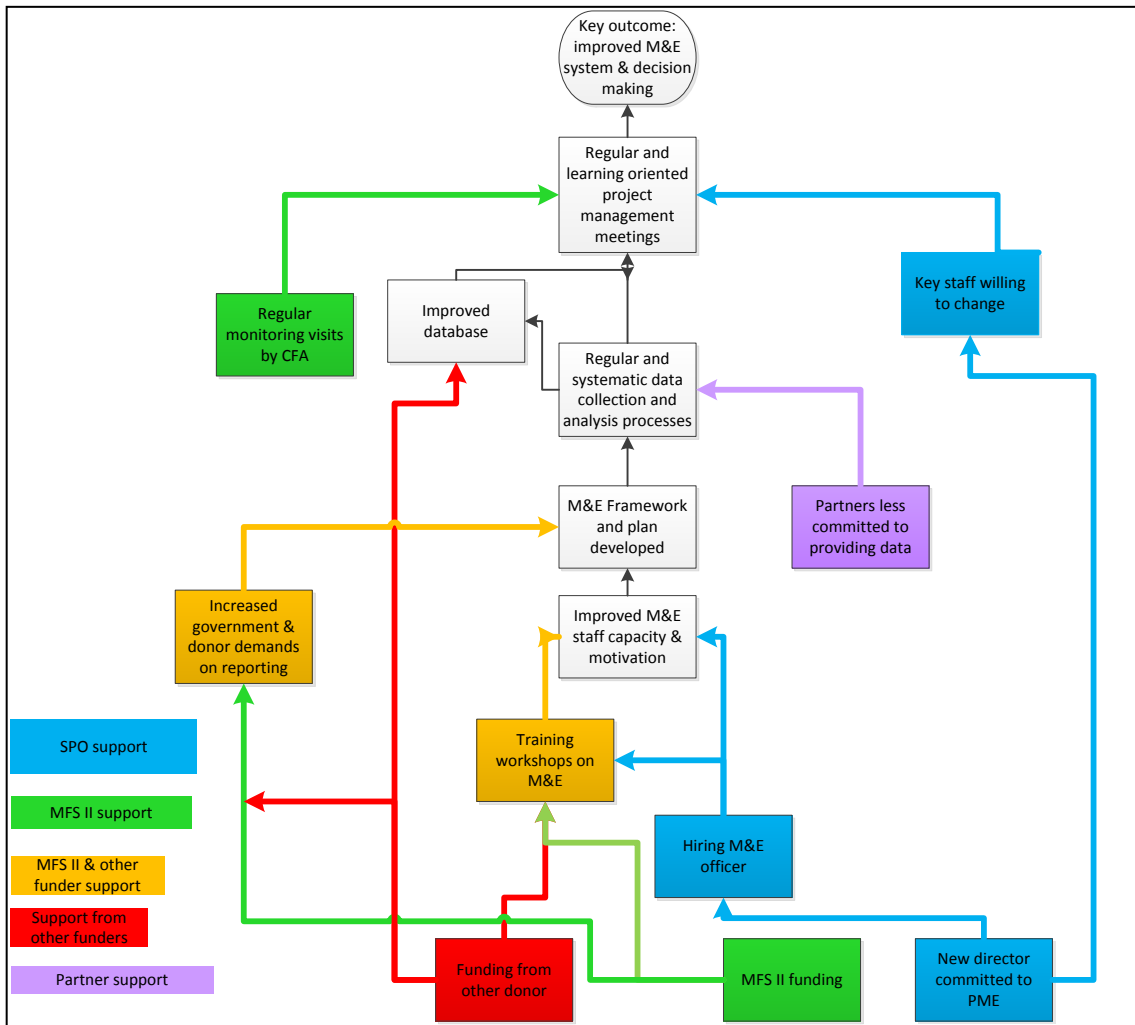 Key outcome:
improved M&E
system & decision
making
Regular and
learning oriented
project
management
meetings
Key staff willing
to change
Regular
monitoring visits
by CFA
Improved
database
Regular and
systematic data
collection and
analysis processes
M&E Framework
and plan
developed
Partners less
committed to
providing data
Increased
government &
donor demands
on reporting
Improved M&E
staff capacity &
motivation
Training
workshops on
M&E
SPO support
MFS II support
Hiring M&E
officer
MFS II & other
funder support
Support from
other funders
Partner support
Funding from
other donor
MFS II funding
New director
committed to
PME